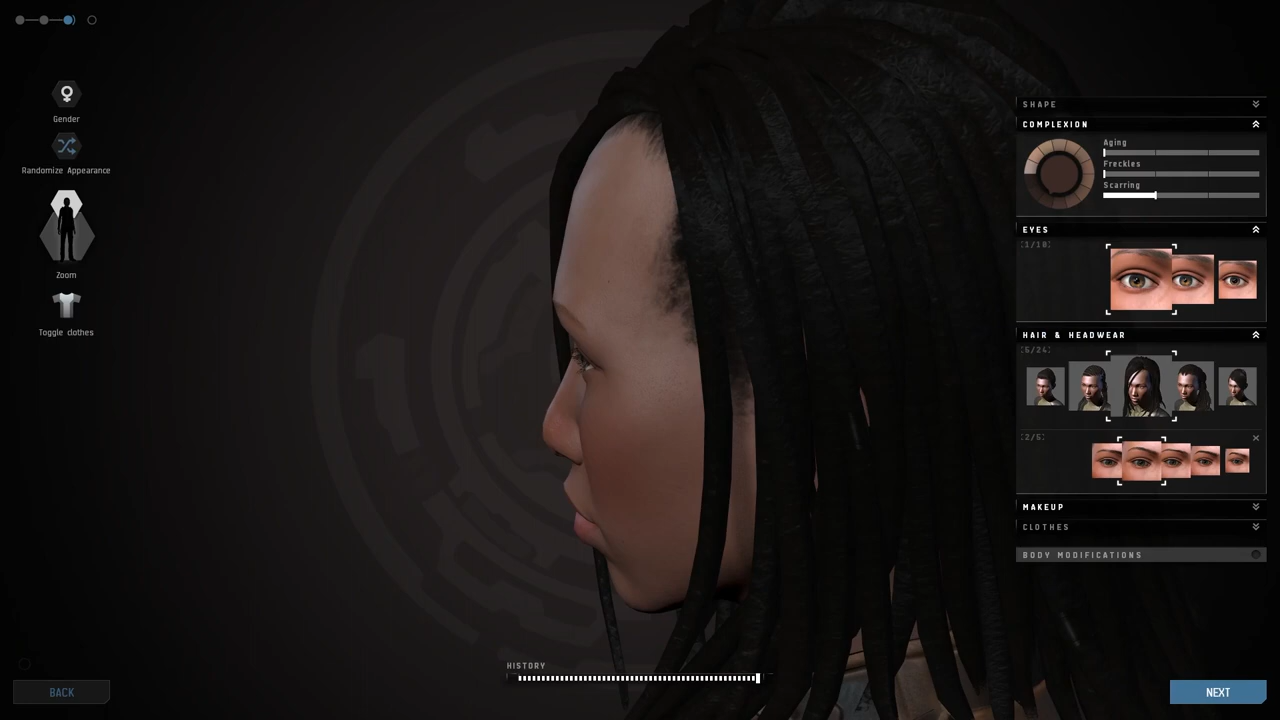 Gender
Randomize Appearance
Zoom
Toggle clothes
SHAPE
COMPLEXION
Aging
Freckles
Scarring
EYES
HAIR & HEADWEAR
MAKEUP
CLOTHES
BODY MODIFICATIONS
HISTORY
BACK
NEXT